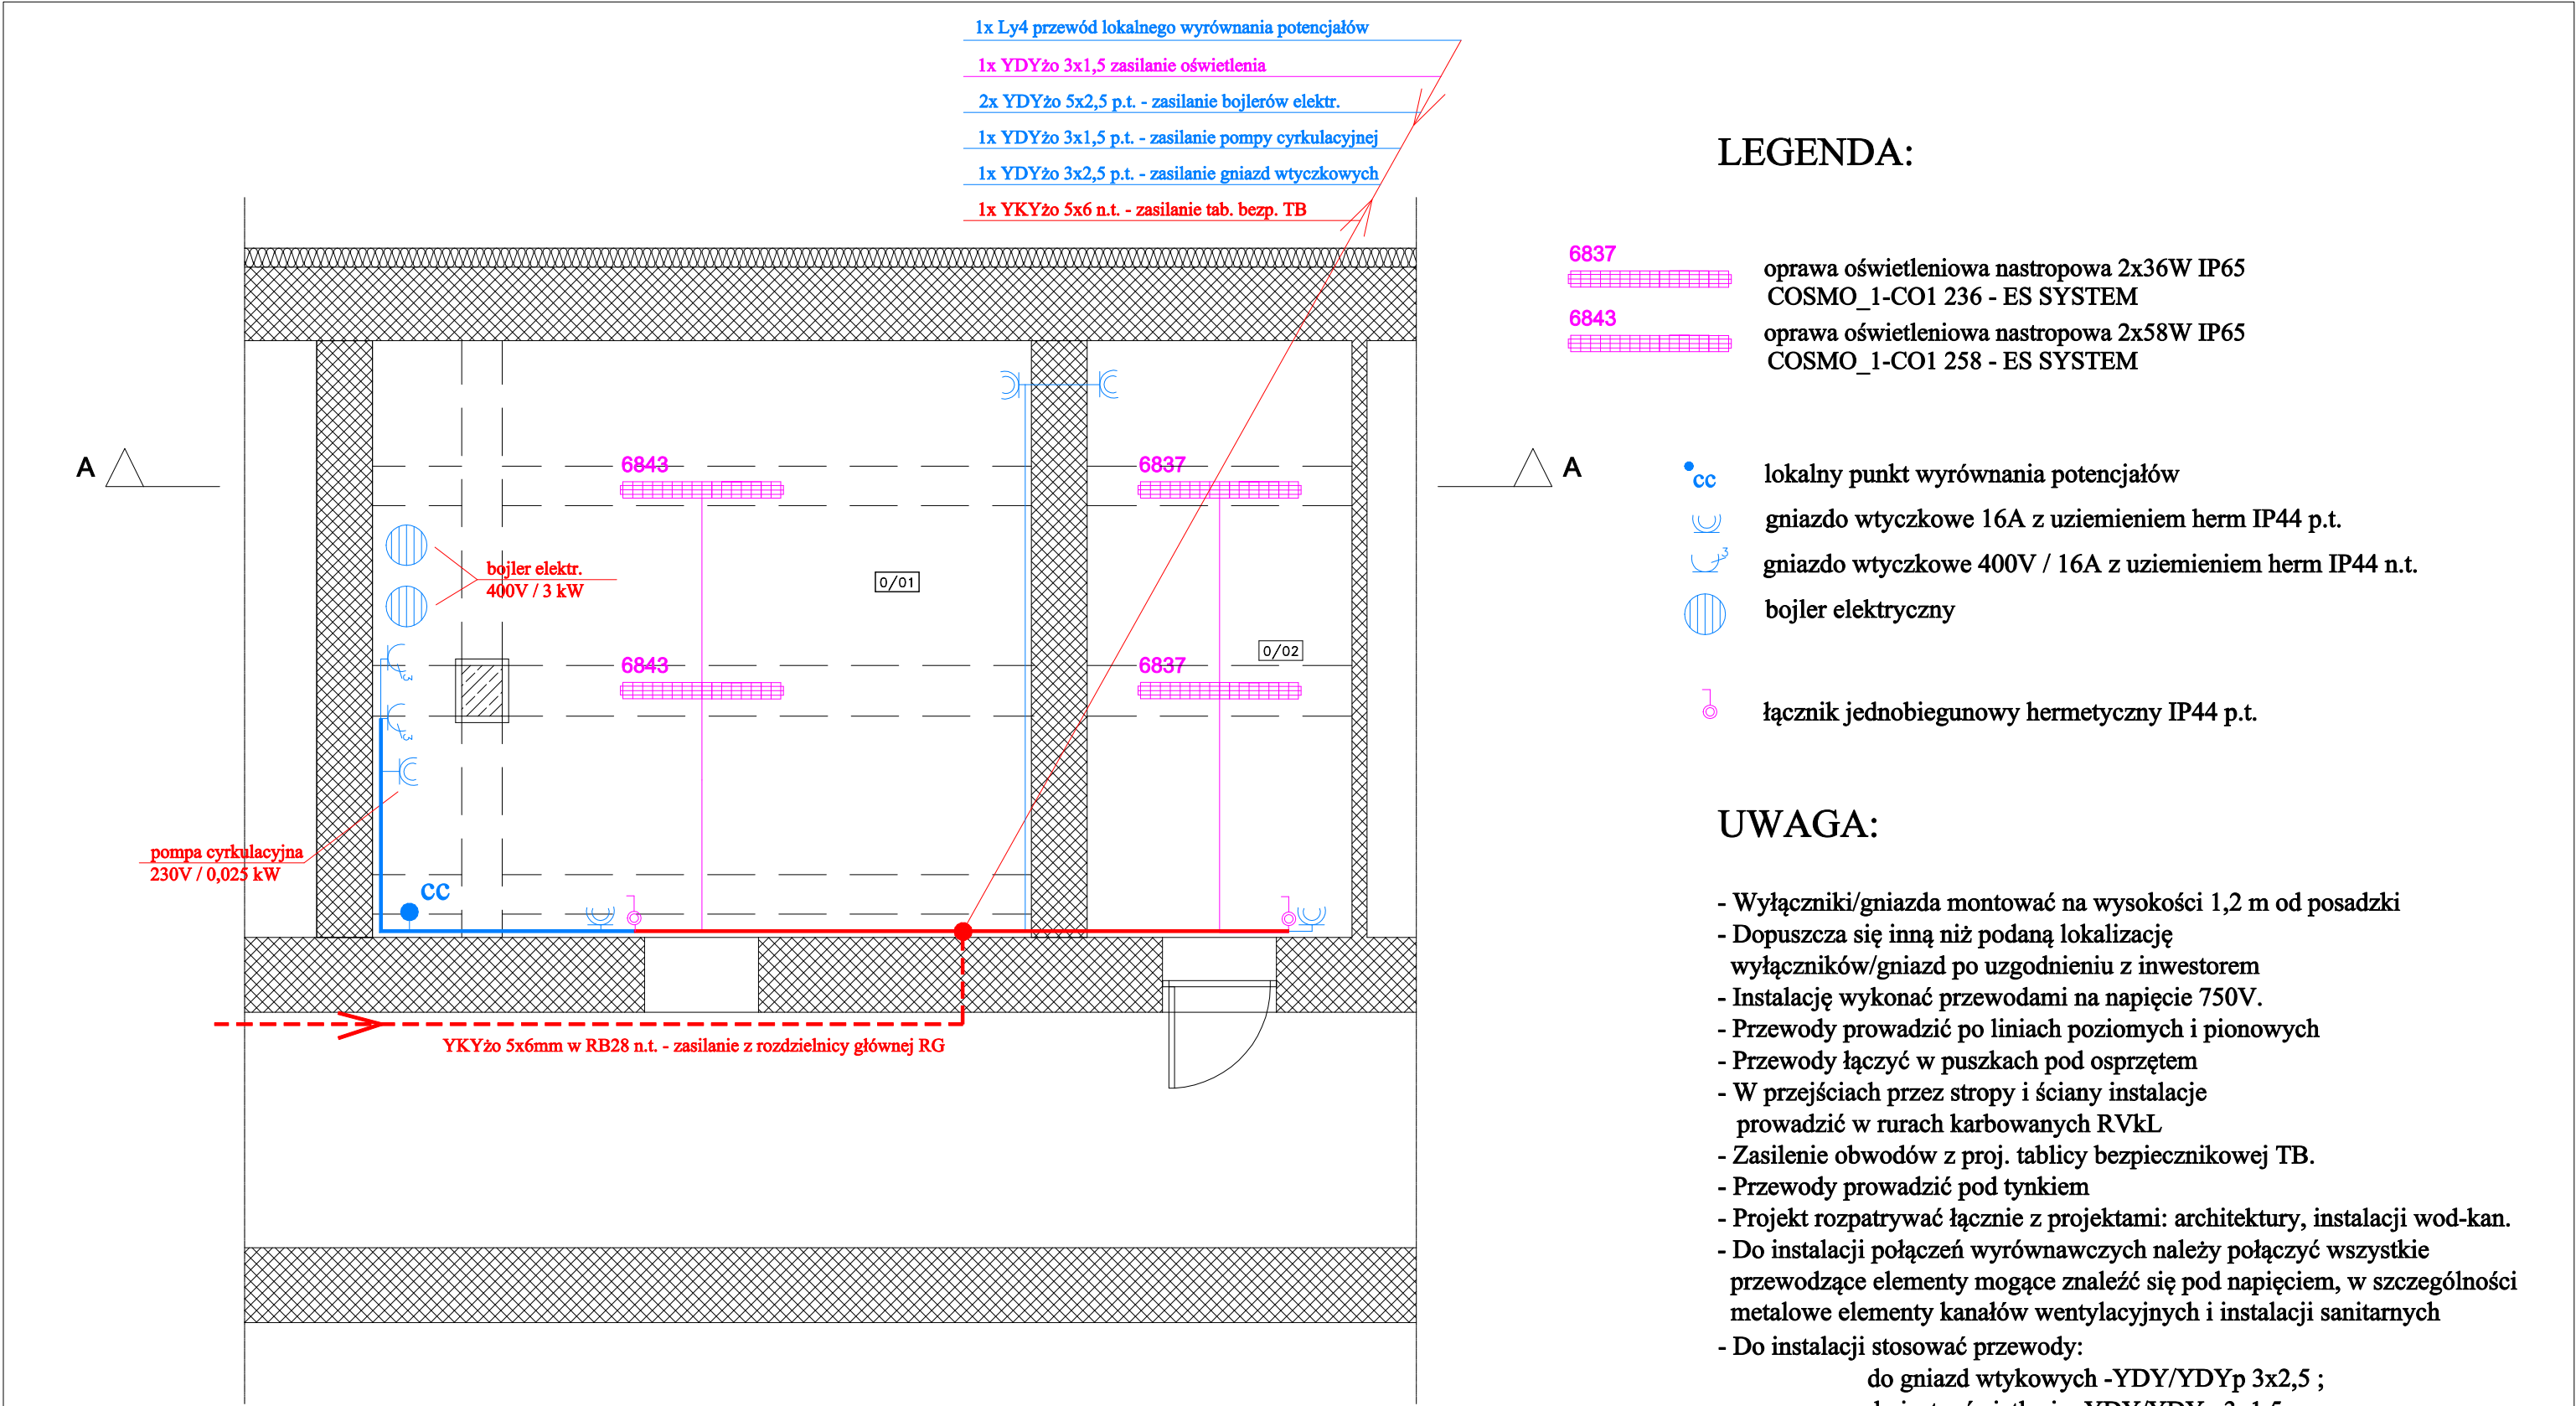 1x Ly4 przewód lokalnego wyrównania potencjałów
1x YDYżo 3x1,5 zasilanie oświetlenia
2x YDYżo 5x2,5 p.t. - zasilanie bojlerów elektr.
1x YDYżo 3x1,5 p.t. - zasilanie pompy cyrkulacyjnej
1x YDYżo 3x2,5 p.t. - zasilanie gniazd wtyczkowych
1x YKYżo 5x6 n.t. - zasilanie tab. bezp. TB
A
A
6843
6837
bojler elektr.
400V / 3 kW
0/01
0/02
6843
6837
3
3
pompa cyrkulacyjna
230V / 0,025 kW
cc
YKYżo 5x6mm w RB28 n.t. - zasilanie z rozdzielnicy głównej RG
LEGENDA:
6837
oprawa oświetleniowa nastropowa 2x36W IP65
COSMO_1-CO1 236 - ES SYSTEM
6843
oprawa oświetleniowa nastropowa 2x58W IP65
COSMO_1-CO1 258 - ES SYSTEM
cc
lokalny punkt wyrównania potencjałów
gniazdo wtyczkowe 16A z uziemieniem herm IP44 p.t.
3
gniazdo wtyczkowe 400V / 16A z uziemieniem herm IP44 n.t.
bojler elektryczny
łącznik jednobiegunowy hermetyczny IP44 p.t.
UWAGA:
- Wyłączniki/gniazda montować na wysokości 1,2 m od posadzki
- Dopuszcza się inną niż podaną lokalizację
wyłączników/gniazd po uzgodnieniu z inwestorem
- Instalację wykonać przewodami na napięcie 750V.
- Przewody prowadzić po liniach poziomych i pionowych
- Przewody łączyć w puszkach pod osprzętem
- W przejściach przez stropy i ściany instalacje
prowadzić w rurach karbowanych RVkL
- Zasilenie obwodów z proj. tablicy bezpiecznikowej TB.
- Przewody prowadzić pod tynkiem
- Projekt rozpatrywać łącznie z projektami: architektury, instalacji wod-kan.
- Do instalacji połączeń wyrównawczych należy połączyć wszystkie
przewodzące elementy mogące znaleźć się pod napięciem, w szczególności
metalowe elementy kanałów wentylacyjnych i instalacji sanitarnych
- Do instalacji stosować przewody:
do gniazd wtykowych -YDY/YDYp 3x2,5 ;